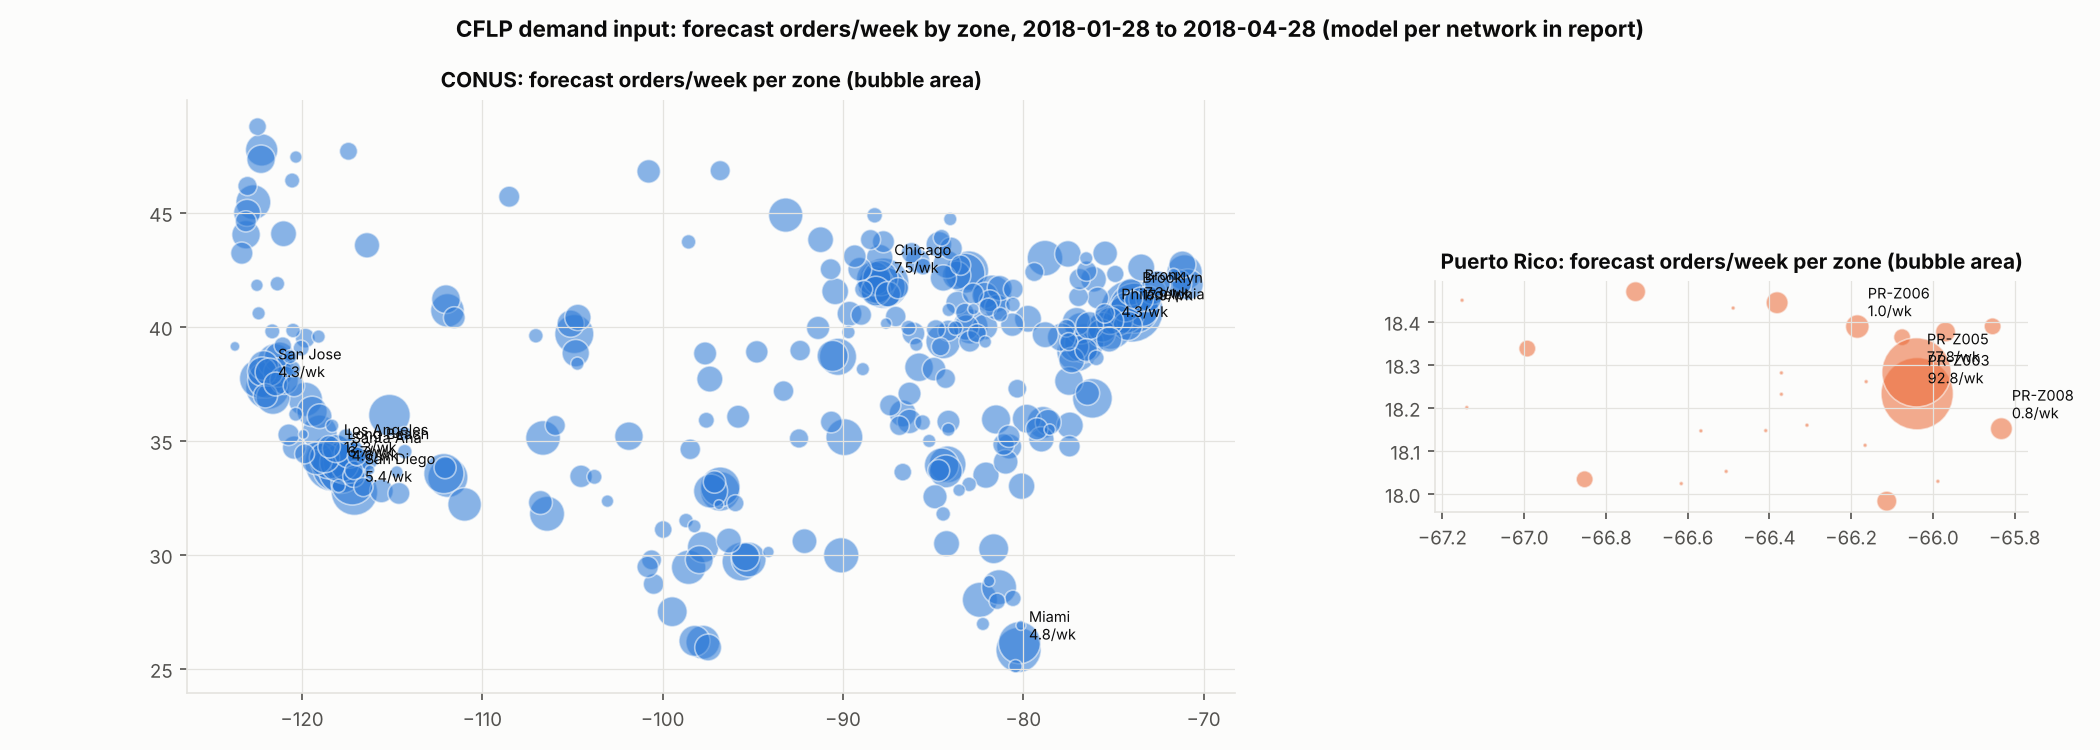 CFLP demand input: forecast orders/week by zone, 2018-01-28 to 2018-04-28 (model per network in report)
CONUS: forecast orders/week per zone (bubble area)
45
40
35
30
25
−120
−110
−100
−90
−80
−70
Chicago
7.5/wk
Bronx
Brooklyn
Philadelphia
4.3/wk
San Jose
4.3/wk
Los Angeles
Long Beach
Santa Ana
San Diego
5.4/wk
Miami
4.8/wk
Puerto Rico: forecast orders/week per zone (bubble area)
18.4
18.3
18.2
18.1
18.0
−67.2
−67.0
−66.8
−66.6
−66.4
−66.2
−66.0
−65.8
PR-Z006
1.0/wk
PR-Z005
PR-Z003
92.8/wk
PR-Z008
0.8/wk